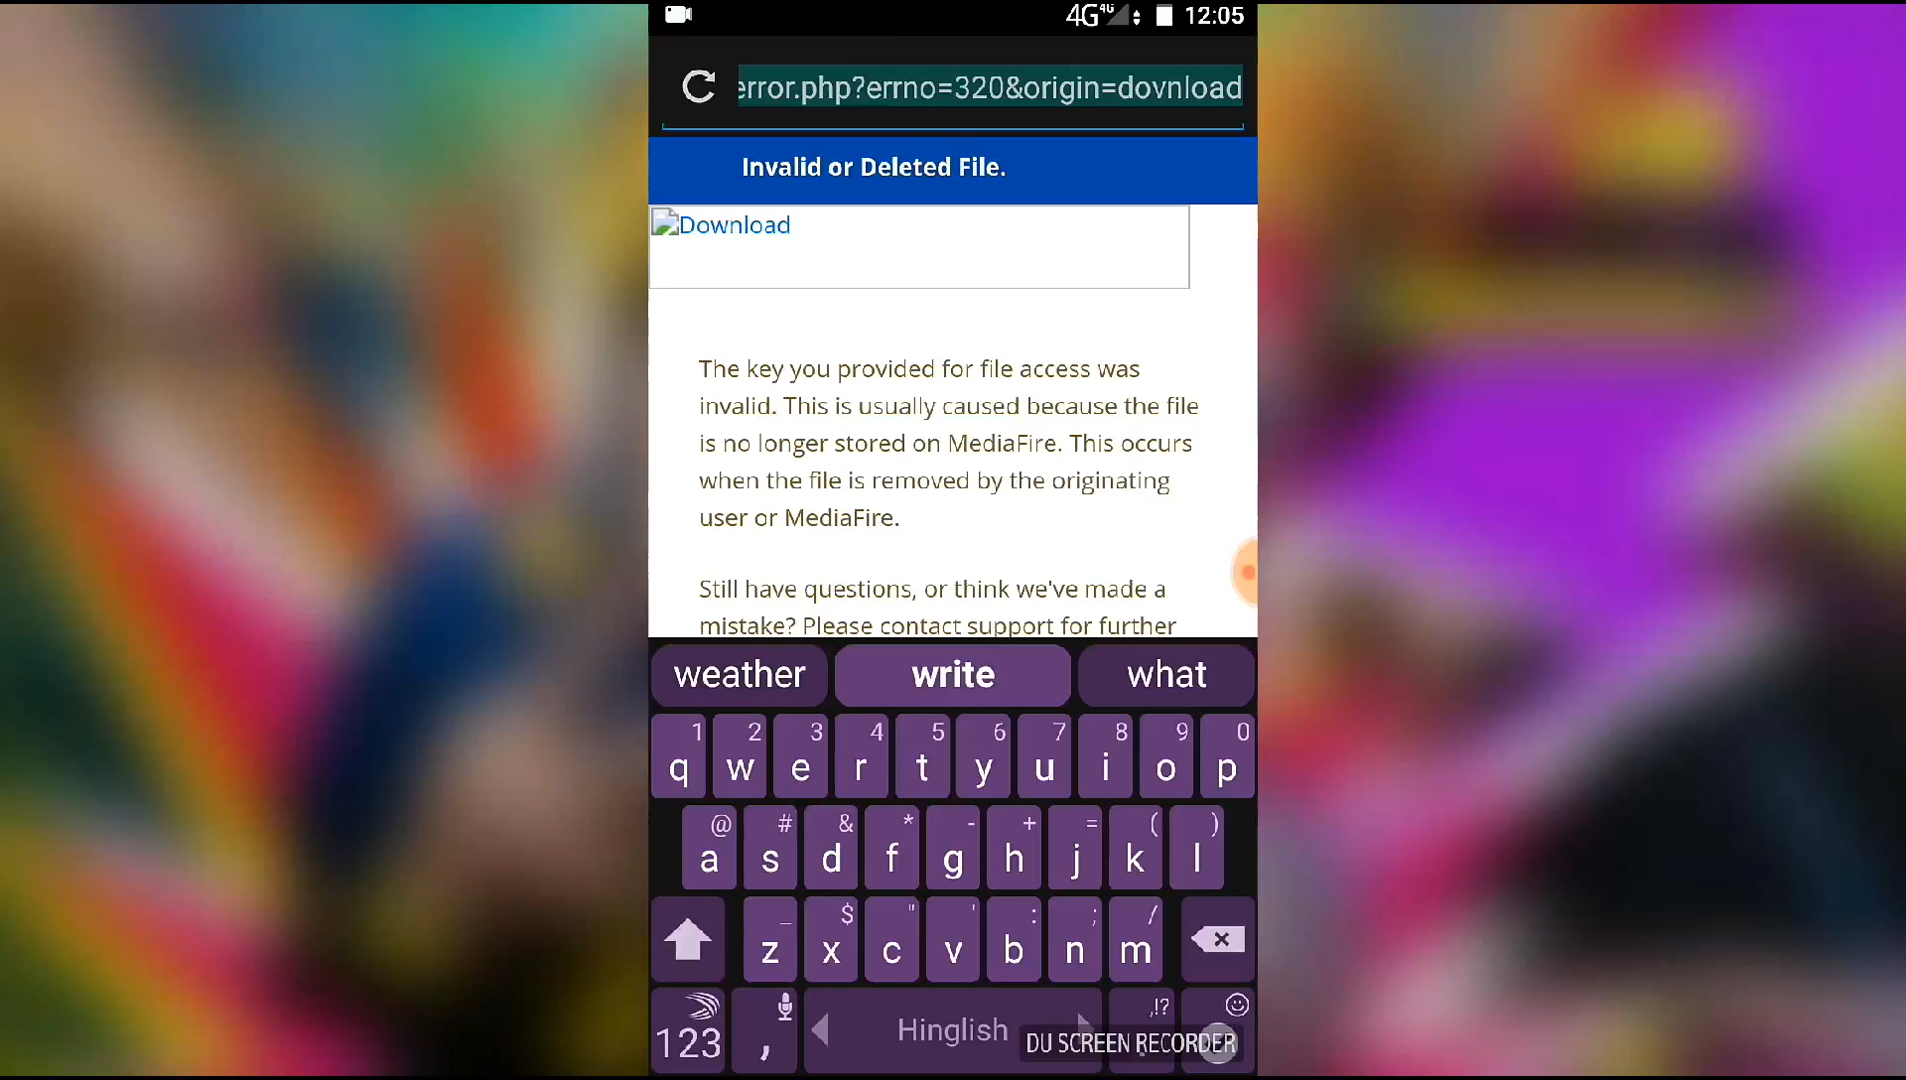 4G 4G 12:05
error.php?errno=320&origin=dovnload
Invalid or Deleted File.
Download
The key you provided for file access was
invalid. This is usually caused because the file
is no longer stored on MediaFire. This occurs
when the file is removed by the originating
user or MediaFire.
Still have questions, or think we've made a
mistake? Please contact support for further
weather write what
1 2 3 4 5 6 7 8 9 0
q w e r t y u i o p
@ # & * - + = ( )
a s d f g h j k l
_ $ " ' : ; /
z x c v b n m
,!?
123 , Hinglish
DU SCREEN RECORDER